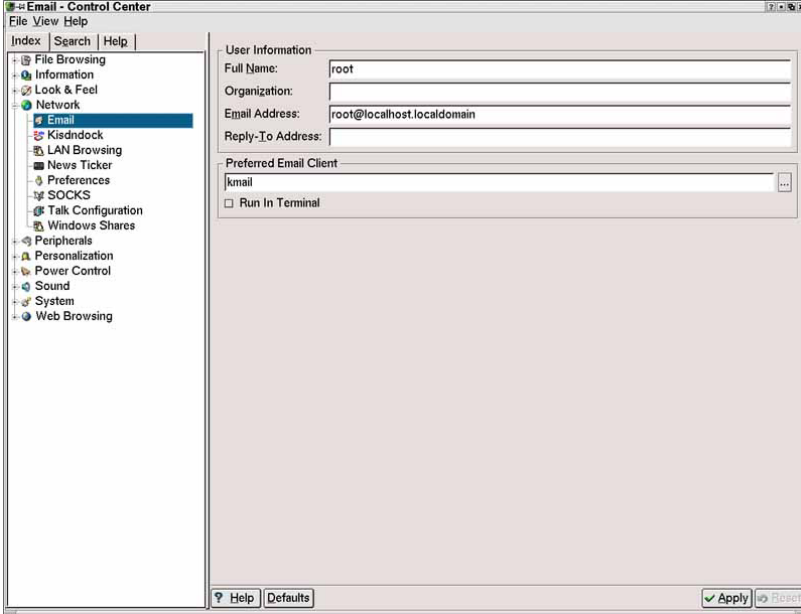 Email - Control Center
File View Help
Index Search Help
File Browsing
Information
Look & Feel
Network
Email
Kisdndock
LAN Browsing
News Ticker
Preferences
SOCKS
Talk Configuration
Windows Shares
Peripherals
Personalization
Power Control
Sound
System
Web Browsing
User Information
Full Name: root
Organization:
Email Address: root@localhost.localdomain
Reply-To Address:
Preferred Email Client
kmail ...
Run In Terminal
? Help Defaults Apply Reset